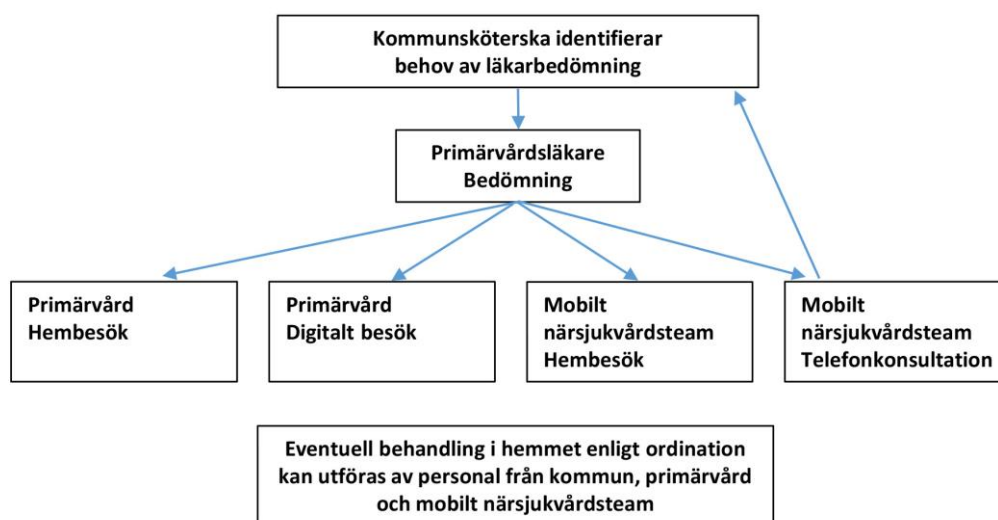 Kommunsköterska identifierar
behov av läkarbedömning
Primärvårdsläkare
Bedömning
Primärvård
Hembesök
Primärvård
Digitalt besök
Mobilt
närsjukvårdsteam
Hembesök
Mobilt
närsjukvårdsteam
Telefonkonsultation
Eventuell behandling i hemmet enligt ordination
kan utföras av personal från kommun, primärvård
och mobilt närsjukvårdsteam